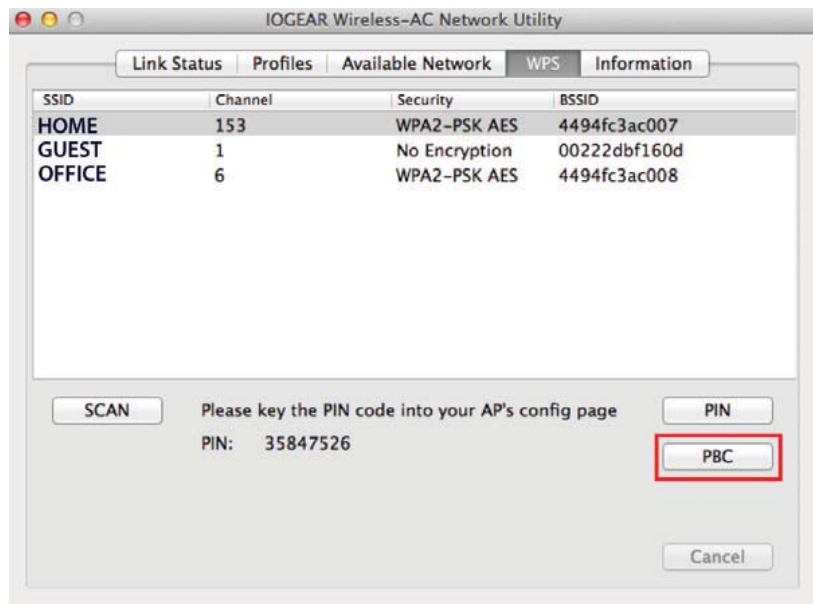 IOGEAR Wireless-AC Network Utility
Link Status Profiles Available Network WPS Information
SSID Channel Security BSSID
HOME 153 WPA2-PSK AES 4494fc3ac007
GUEST 1 No Encryption 00222dbf160d
OFFICE 6 WPA2-PSK AES 4494fc3ac008
SCAN Please key the PIN code into your AP's config page PIN
PIN: 35847526
PBC
Cancel